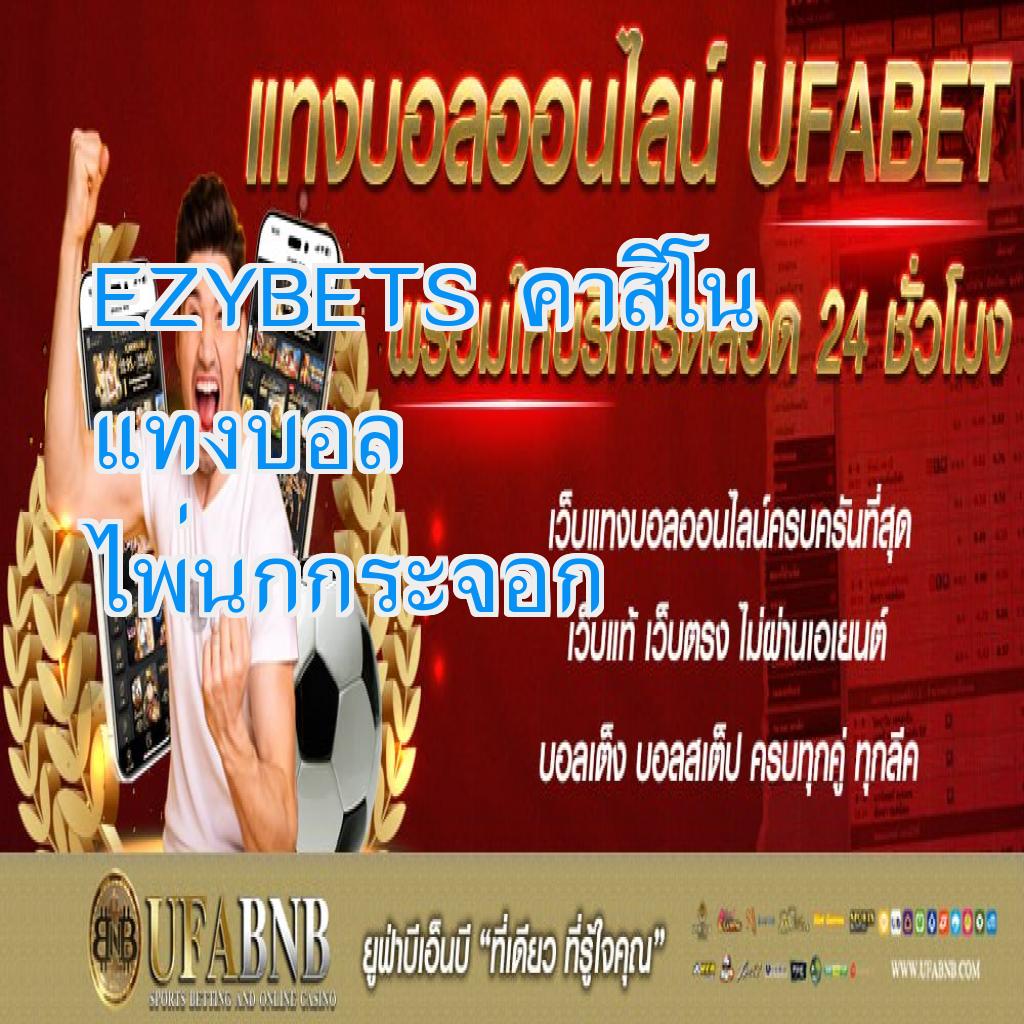 แทงบอลออนไลน์ UFABET
EZYBETS คาสิโน
พร้อมให้บริการตลอด 24 ชั่วโมง
แทงบอล
ไพ่นกกระจอก
เว็บแทงบอลออนไลน์ครบครันที่สุด
เว็บแท้ เว็บตรง ไม่ผ่านเอเยนต์
บอลเต็ง บอลสเต็ป ครบทุกคู่ ทุกลีค
UFABNB
SPORTS BETTING AND ONLINE CASINO
ยูฟ่าบีเอ็นบี “ที่เดียว ที่รู้ใจคุณ”
WWW.UFABNB.COM